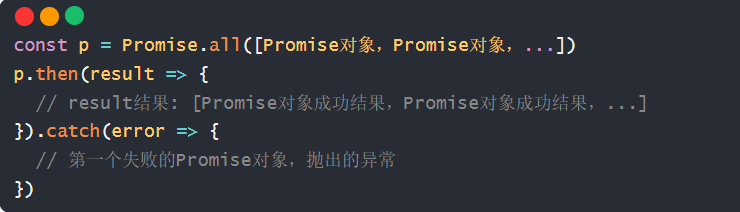 const p = Promise.all([Promise对象，Promise对象，...])
p.then(result => {
  // result结果: [Promise对象成功结果，Promise对象成功结果，...]
}).catch(error => {
  // 第一个失败的Promise对象，抛出的异常
})